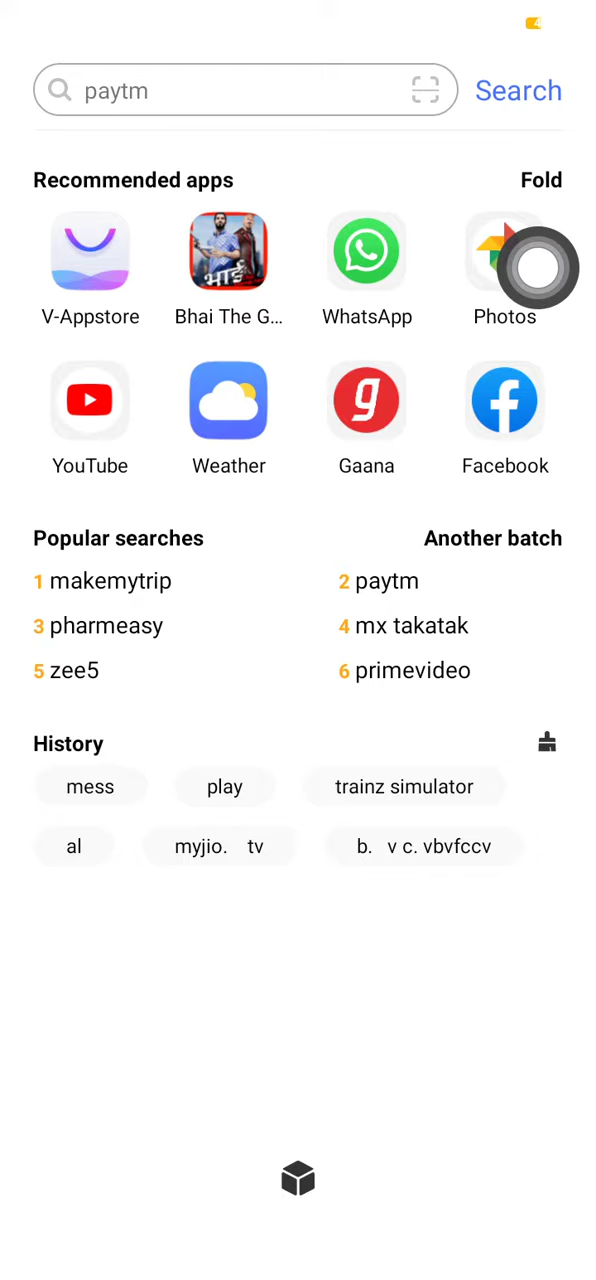 4
paytm
Search
Recommended apps
Fold
भाई
V-Appstore
Bhai The G...
WhatsApp
Photos
g
f
YouTube
Weather
Gaana
Facebook
Popular searches
Another batch
1 makemytrip
2 paytm
3 pharmeasy
4 mx takatak
5 zee5
6 primevideo
History
mess
play
trainz simulator
al
myjio. tv
b. v c. vbvfccv